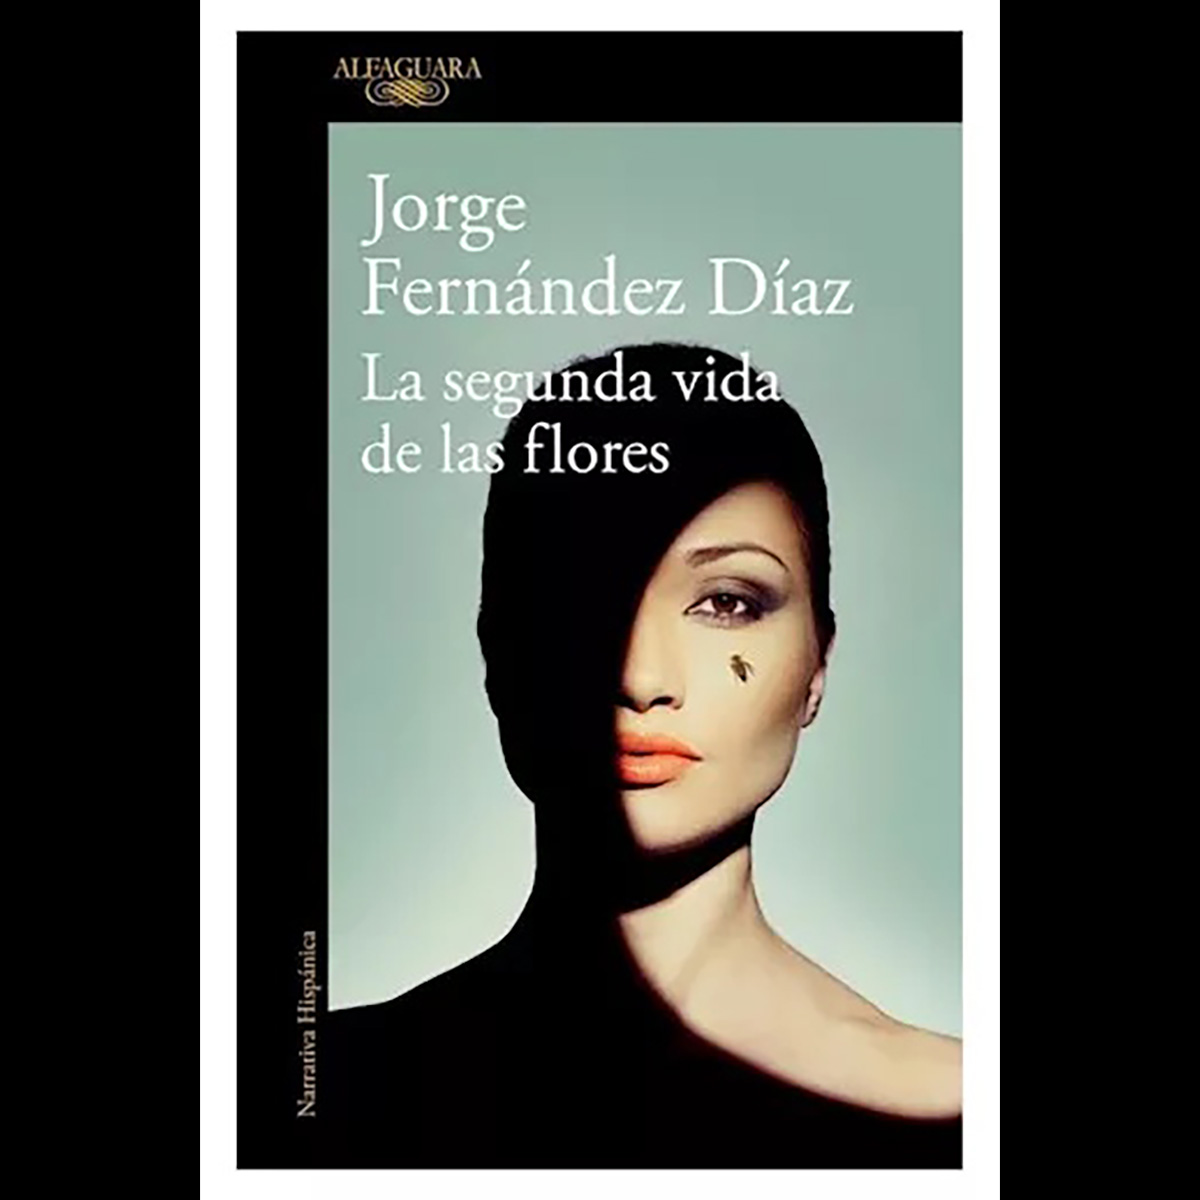 ALFAGUARA
Jorge
Fernández Díaz
La segunda vida
de las flores
Narrativa Hispánica